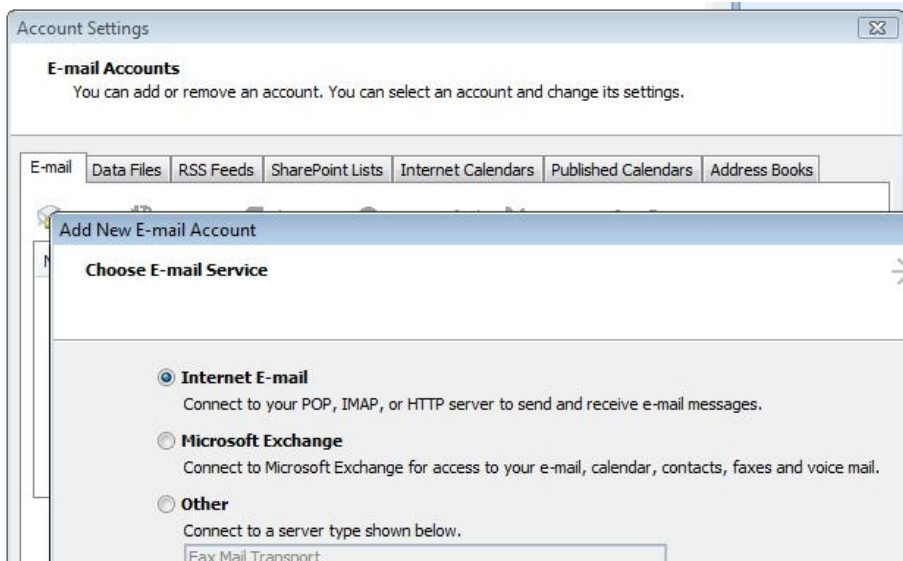 Account Settings
E-mail Accounts
You can add or remove an account. You can select an account and change its settings.
E-mail Data Files RSS Feeds SharePoint Lists Internet Calendars Published Calendars Address Books
Add New E-mail Account
Choose E-mail Service
Internet E-mail
Connect to your POP, IMAP, or HTTP server to send and receive e-mail messages.
Microsoft Exchange
Connect to Microsoft Exchange for access to your e-mail, calendar, contacts, faxes and voice mail.
Other
Connect to a server type shown below.
Fax Mail Transport